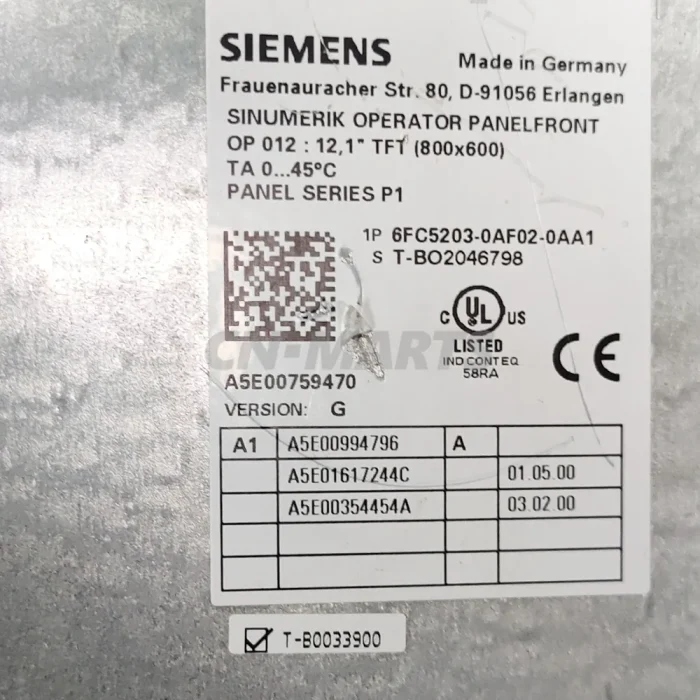 SIEMENS Made in Germany
Frauenauracher Str. 80, D-91056 Erlangen
SINUMERIK OPERATOR PANELFRONT
OP 012 : 12,1" TFT (800x600)
TA 0...45°C
PANEL SERIES P1
1P 6FC5203-0AF02-0AA1
S T-BO2046798
C UL US
LISTED
IND CONT EQ
58RA
CE
CN-MART
A5E00759470
VERSION: G
A1 A5E00994796 A
A5E01617244C 01.05.00
A5E00354454A 03.02.00
T-B0033900